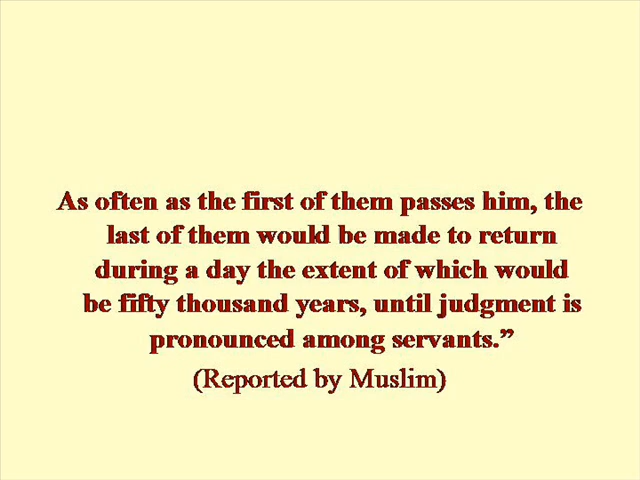 As often as the first of them passes him, the
last of them would be made to return
during a day the extent of which would
be fifty thousand years, until judgment is
pronounced among servants.”
(Reported by Muslim)